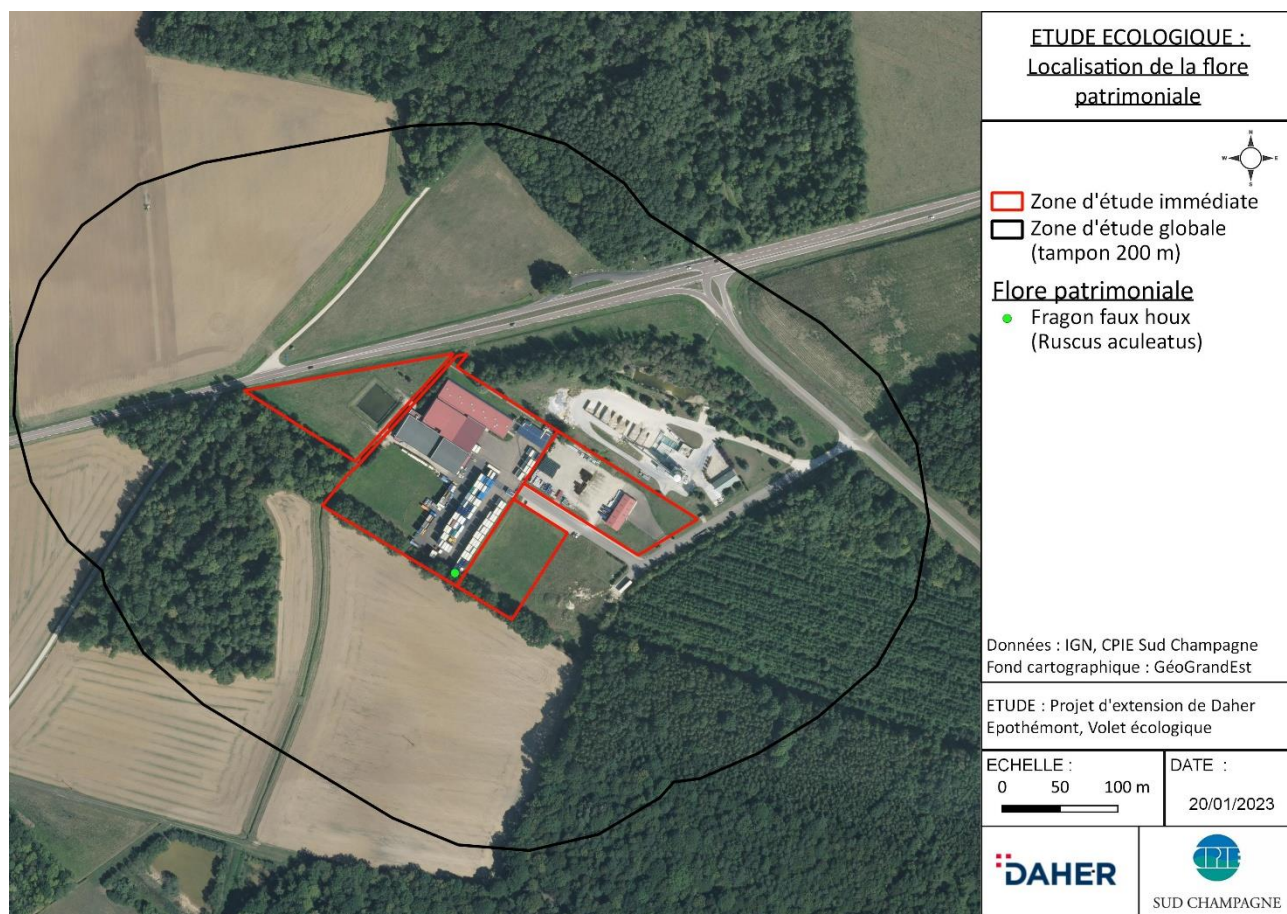 ETUDE ECOLOGIQUE :
Localisation de la flore
patrimoniale
N
W
E
S
Zone d'étude immédiate
Zone d'étude globale
(tampon 200 m)
Flore patrimoniale
Fragon faux houx
(Ruscus aculeatus)
Données : IGN, CPIE Sud Champagne
Fond cartographique : GéoGrandEst
ETUDE : Projet d'extension de Daher
Epothémont, Volet écologique
ECHELLE :
0 50 100 m
DATE :
20/01/2023
DAHER
CPIE
SUD CHAMPAGNE